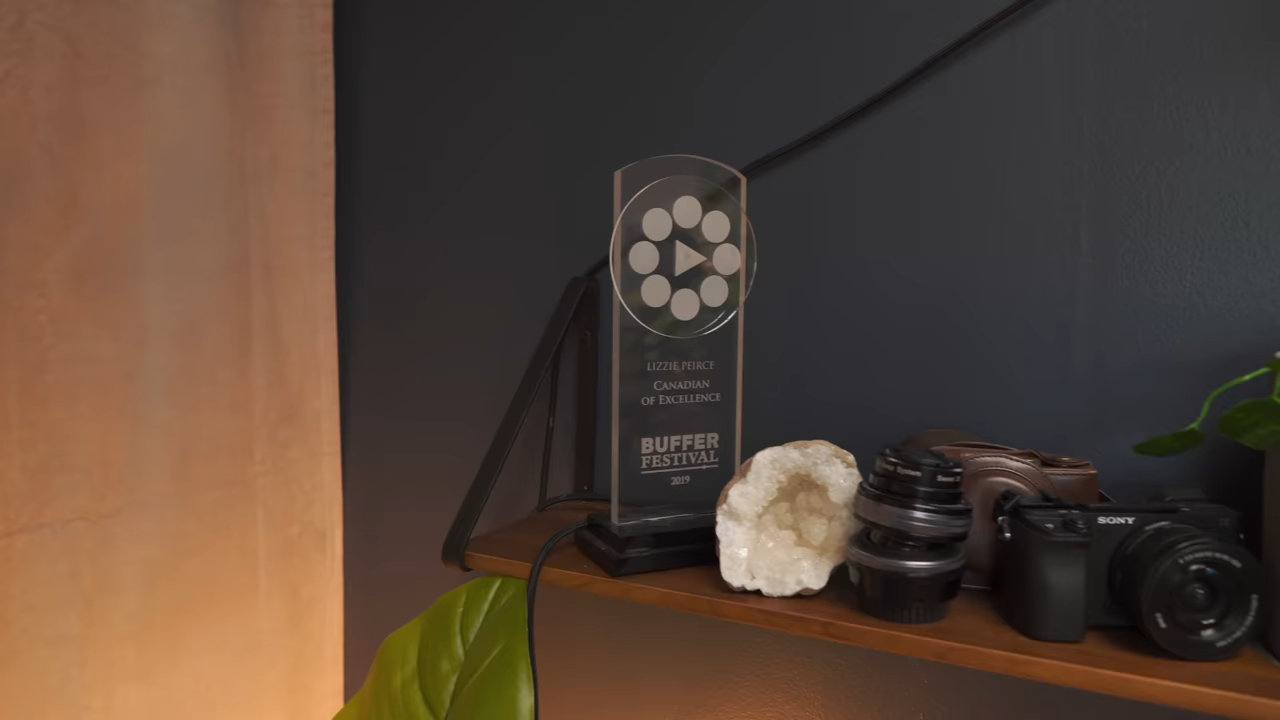 LIZZIE PEIRCE
CANADIAN
OF EXCELLENCE
BUFFER
FESTIVAL
2019
SONY